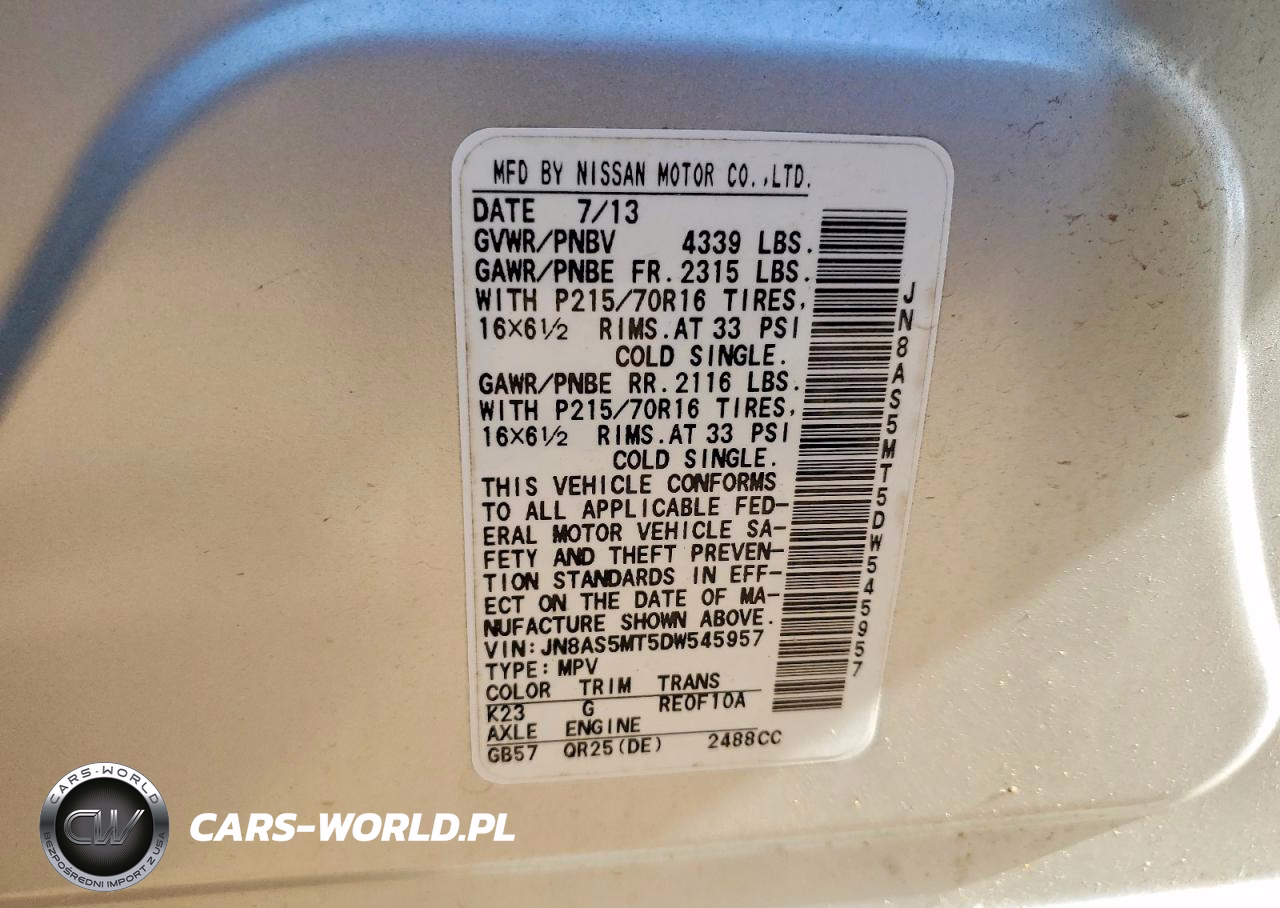 MFD BY NISSAN MOTOR CO.,LTD.
DATE 7/13
GVWR/PNBV 4339 LBS.
GAWR/PNBE FR.2315 LBS.
WITH P215/70R16 TIRES,
16×6½ RIMS.AT 33 PSI
COLD SINGLE.
GAWR/PNBE RR.2116 LBS.
WITH P215/70R16 TIRES,
16×6½ RIMS.AT 33 PSI
COLD SINGLE.
THIS VEHICLE CONFORMS
TO ALL APPLICABLE FED-
ERAL MOTOR VEHICLE SA-
FETY AND THEFT PREVEN-
TION STANDARDS IN EFF-
ECT ON THE DATE OF MA-
NUFACTURE SHOWN ABOVE.
VIN:JN8AS5MT5DW545957
TYPE:MPV
COLOR TRIM TRANS
K23 G RE0F10A
AXLE ENGINE
GB57 QR25(DE) 2488CC
JN8AS5MT5DW545957
CARS-WORLD
CW
BEZPOŚREDNI IMPORT Z USA
CARS-WORLD.PL